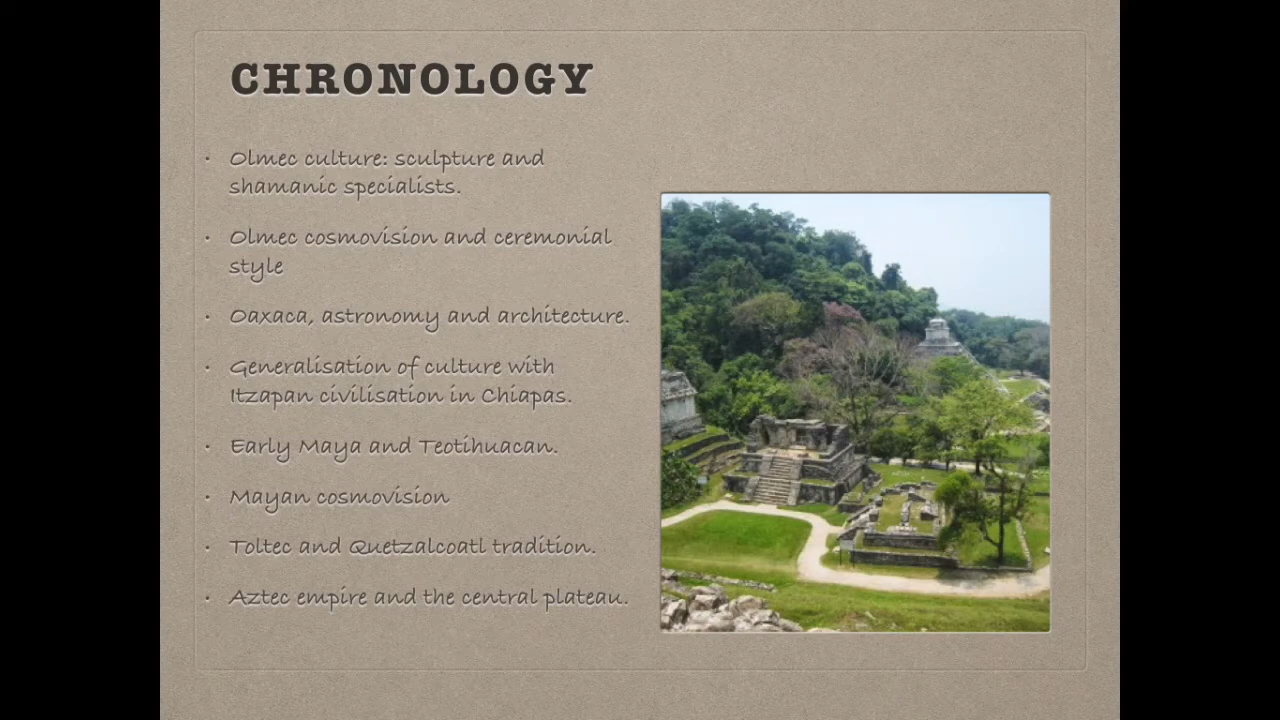 CHRONOLOGY
• Olmec culture: sculpture and
shamanic specialists.
• Olmec cosmovision and ceremonial
style
• Oaxaca, astronomy and architecture.
• Generalisation of culture with
Itzapan civilisation in Chiapas.
• Early Maya and Teotihuacan.
• Mayan cosmovision
• Toltec and Quetzalcoatl tradition.
• Aztec empire and the central plateau.